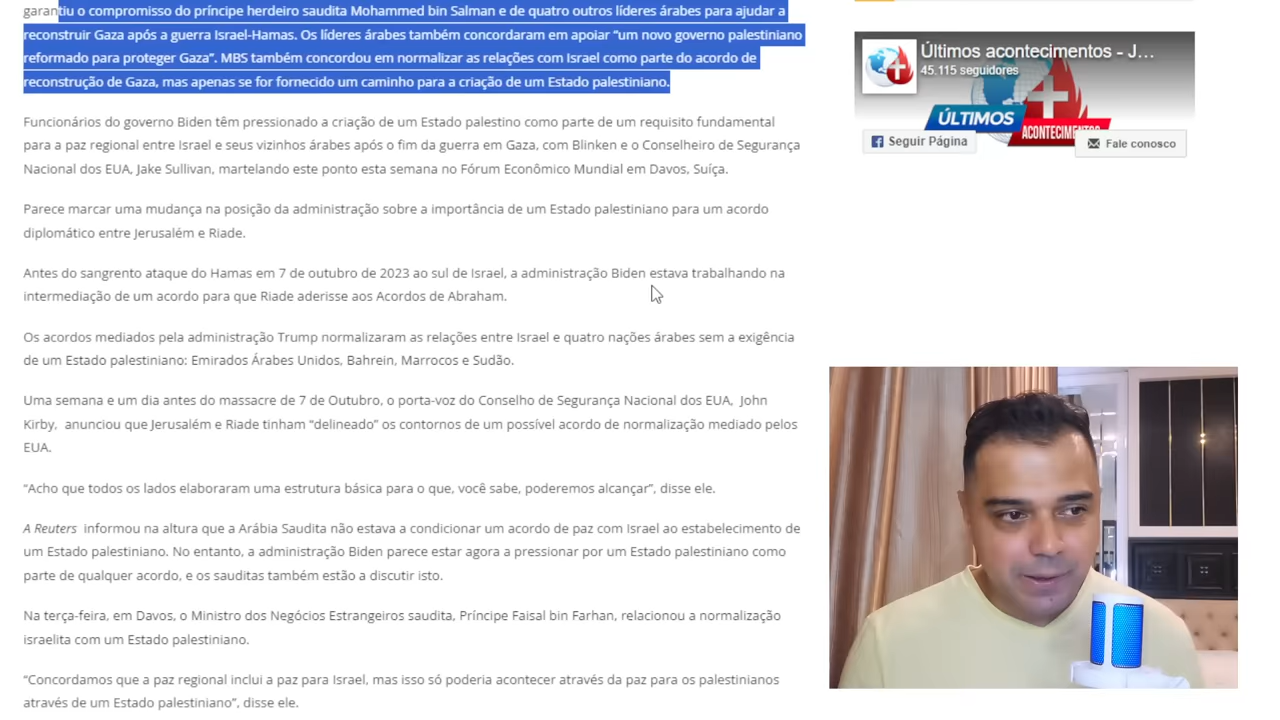 garantiu o compromisso do príncipe herdeiro saudita Mohammed bin Salman e de quatro outros líderes árabes para ajudar a
reconstruir Gaza após a guerra Israel-Hamas. Os líderes árabes também concordaram em apoiar “um novo governo palestiniano
reformado para proteger Gaza”. MBS também concordou em normalizar as relações com Israel como parte do acordo de
reconstrução de Gaza, mas apenas se for fornecido um caminho para a criação de um Estado palestiniano.
Funcionários do governo Biden têm pressionado a criação de um Estado palestino como parte de um requisito fundamental
para a paz regional entre Israel e seus vizinhos árabes após o fim da guerra em Gaza, com Blinken e o Conselheiro de Segurança
Nacional dos EUA, Jake Sullivan, martelando este ponto esta semana no Fórum Econômico Mundial em Davos, Suíça.
Parece marcar uma mudança na posição da administração sobre a importância de um Estado palestiniano para um acordo
diplomático entre Jerusalém e Riade.
Antes do sangrento ataque do Hamas em 7 de outubro de 2023 ao sul de Israel, a administração Biden estava trabalhando na
intermediação de um acordo para que Riade aderisse aos Acordos de Abraham.
Os acordos mediados pela administração Trump normalizaram as relações entre Israel e quatro nações árabes sem a exigência
de um Estado palestiniano: Emirados Árabes Unidos, Bahrein, Marrocos e Sudão.
Uma semana e um dia antes do massacre de 7 de Outubro, o porta-voz do Conselho de Segurança Nacional dos EUA, John
Kirby, anunciou que Jerusalém e Riade tinham “delineado” os contornos de um possível acordo de normalização mediado pelos
EUA.
“Acho que todos os lados elaboraram uma estrutura básica para o que, você sabe, poderemos alcançar”, disse ele.
A Reuters informou na altura que a Arábia Saudita não estava a condicionar um acordo de paz com Israel ao estabelecimento de
um Estado palestiniano. No entanto, a administração Biden parece estar agora a pressionar por um Estado palestiniano como
parte de qualquer acordo, e os sauditas também estão a discutir isto.
Na terça-feira, em Davos, o Ministro dos Negócios Estrangeiros saudita, Príncipe Faisal bin Farhan, relacionou a normalização
israelita com um Estado palestiniano.
“Concordamos que a paz regional inclui a paz para Israel, mas isso só poderia acontecer através da paz para os palestinianos
através de um Estado palestiniano”, disse ele.
Últimos acontecimentos - J…
45.115 seguidores
ÚLTIMOS
ACONTECIMENTOS
Seguir Página
Fale conosco